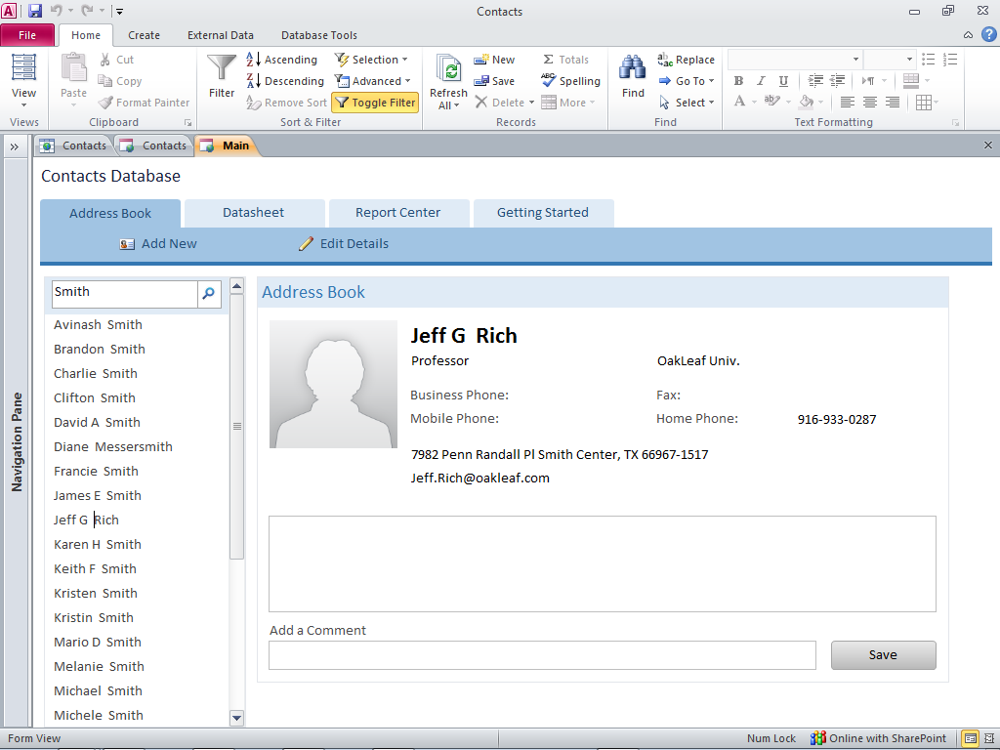 Contacts
File Home Create External Data Database Tools
View
Views
Paste
Cut
Copy
Format Painter
Clipboard
Filter
Ascending
Descending
Remove Sort
Selection
Advanced
Toggle Filter
Sort & Filter
Refresh
All
New
Save
Delete
Totals
Spelling
More
Records
Find
Replace
Go To
Select
Find
B I U
A
Text Formatting
Contacts Contacts Main
Navigation Pane
Contacts Database
Address Book Datasheet Report Center Getting Started
Add New Edit Details
Smith
Avinash Smith
Brandon Smith
Charlie Smith
Clifton Smith
David A Smith
Diane Messersmith
Francie Smith
James E Smith
Jeff G Rich
Karen H Smith
Keith F Smith
Kristen Smith
Kristin Smith
Mario D Smith
Melanie Smith
Michael Smith
Michele Smith
Address Book
Jeff G Rich
Professor OakLeaf Univ.
Business Phone: Fax:
Mobile Phone: Home Phone: 916-933-0287
7982 Penn Randall Pl Smith Center, TX 66967-1517
Jeff.Rich@oakleaf.com
Add a Comment
Save
Form View Num Lock Online with SharePoint